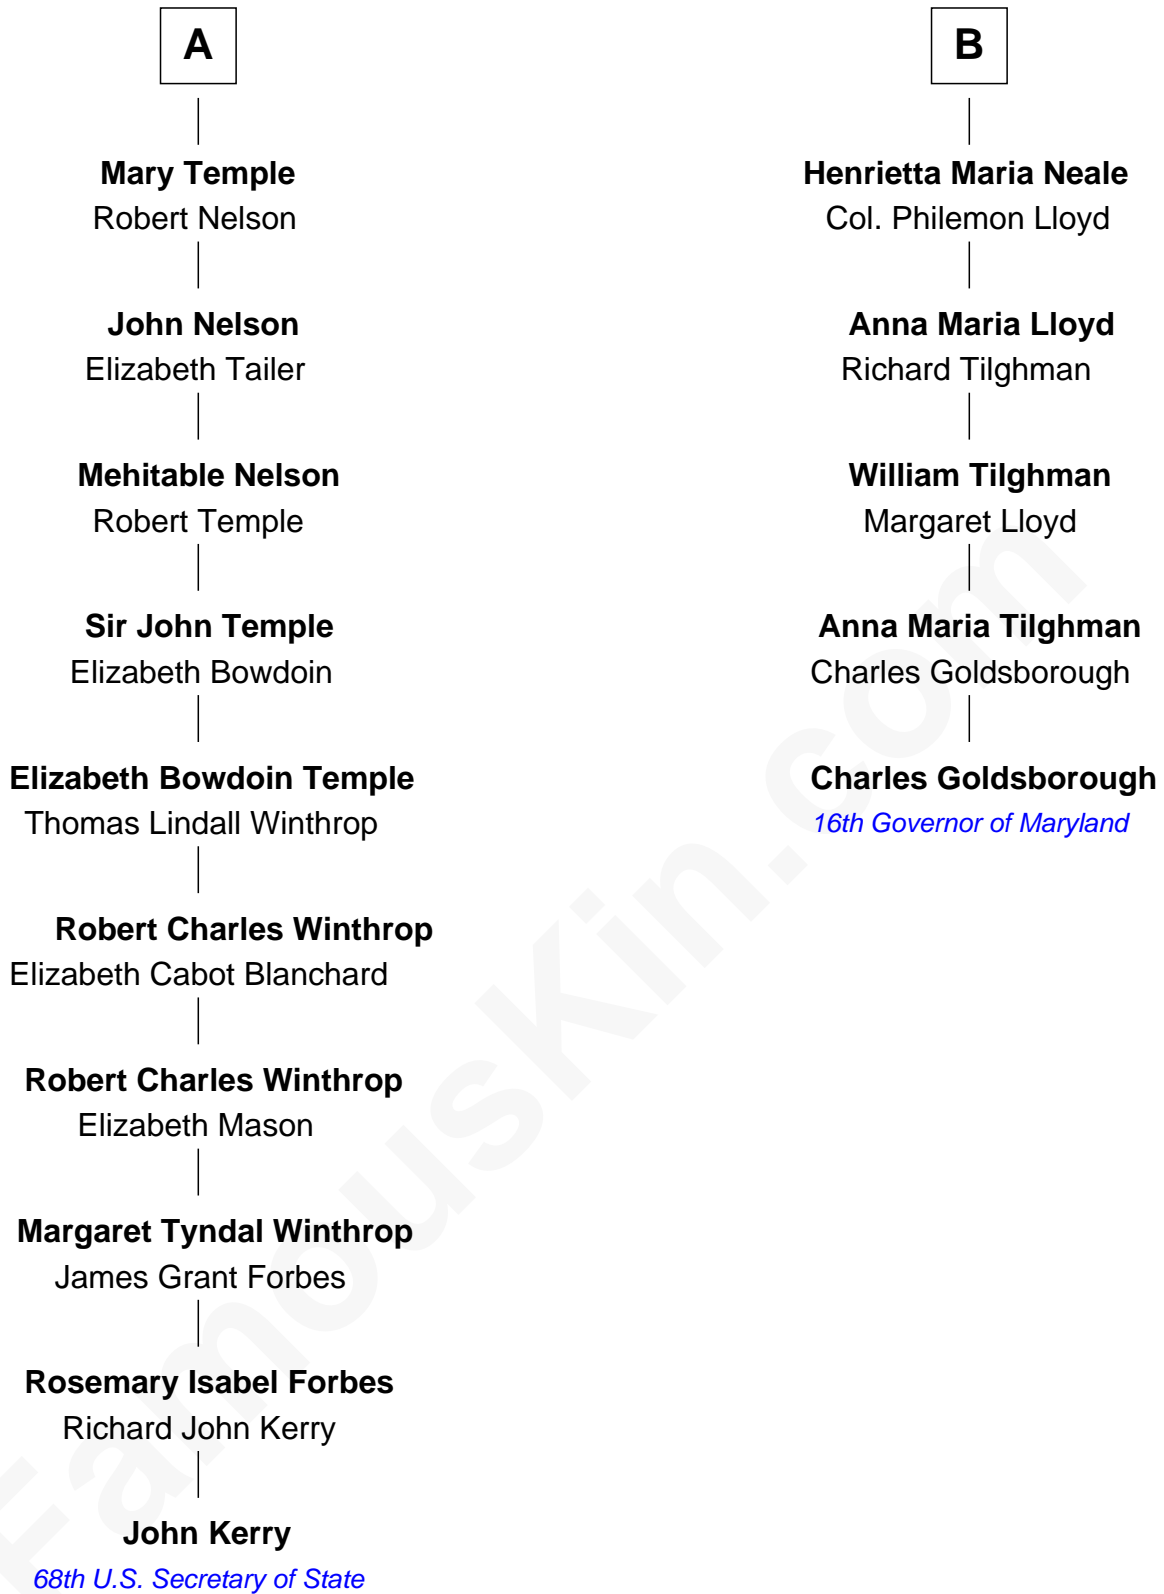 A
Mary Temple
Robert Nelson
John Nelson
Elizabeth Tailer
Mehitable Nelson
Robert Temple
Sir John Temple
Elizabeth Bowdoin
Elizabeth Bowdoin Temple
Thomas Lindall Winthrop
Robert Charles Winthrop
Elizabeth Cabot Blanchard
Robert Charles Winthrop
Elizabeth Mason
Margaret Tyndal Winthrop
James Grant Forbes
Rosemary Isabel Forbes
Richard John Kerry
John Kerry
68th U.S. Secretary of State
B
Henrietta Maria Neale
Col. Philemon Lloyd
Anna Maria Lloyd
Richard Tilghman
William Tilghman
Margaret Lloyd
Anna Maria Tilghman
Charles Goldsborough
Charles Goldsborough
16th Governor of Maryland
FamousKin.com